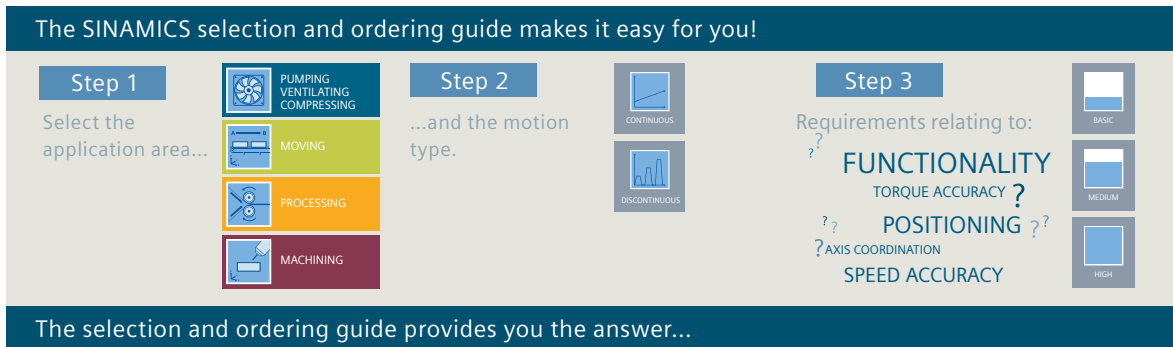 The SINAMICS selection and ordering guide makes it easy for you!
Step 1
Select the
application area...
PUMPING
VENTILATING
COMPRESSING
A B
MOVING
PROCESSING
MACHINING
Step 2
...and the motion
type.
CONTINUOUS
DISCONTINUOUS
Step 3
Requirements relating to:
? ?
FUNCTIONALITY
TORQUE ACCURACY ?
? ? POSITIONING ? ?
? AXIS COORDINATION
SPEED ACCURACY
BASIC
MEDIUM
HIGH
The selection and ordering guide provides you the answer...